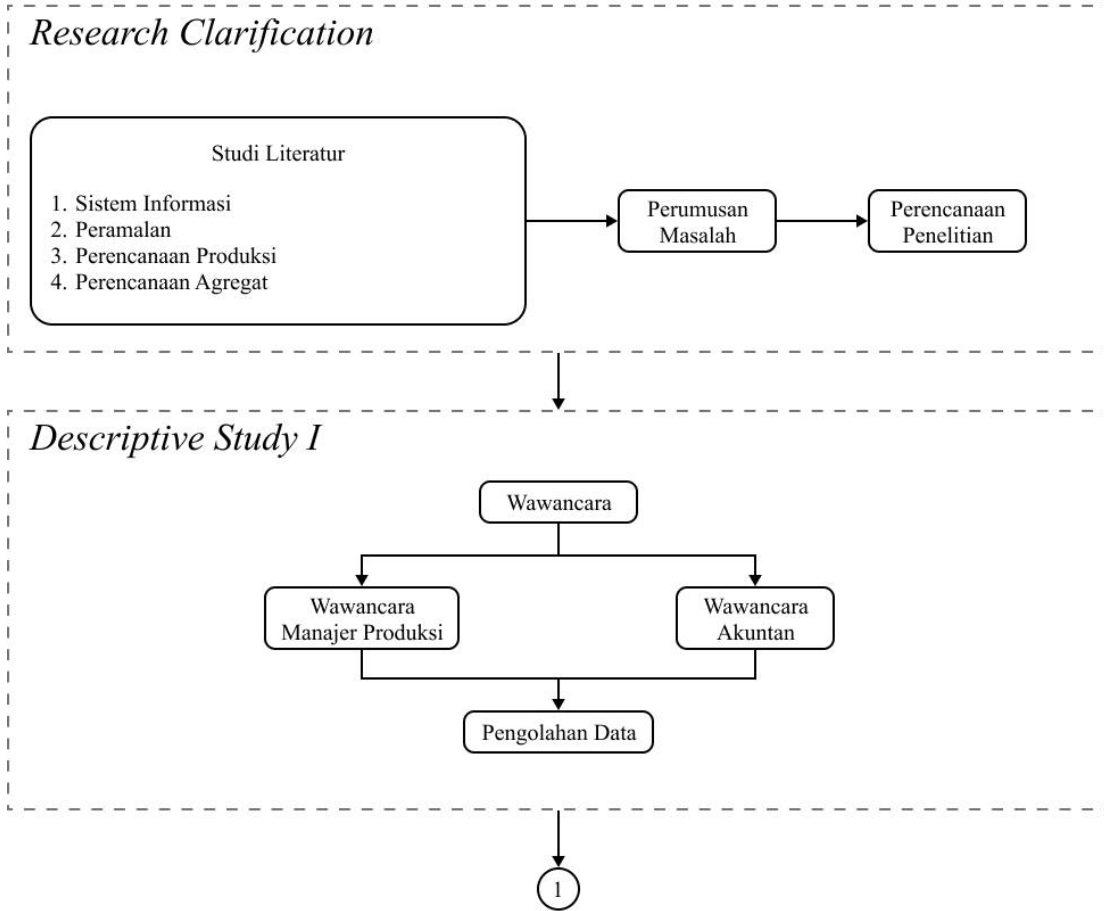 Research Clarification
Studi Literatur
1. Sistem Informasi
2. Peramalan
3. Perencanaan Produksi
4. Perencanaan Agregat
Perumusan
Masalah
Perencanaan
Penelitian
Descriptive Study I
Wawancara
Wawancara
Manajer Produksi
Wawancara
Akuntan
Pengolahan Data
1